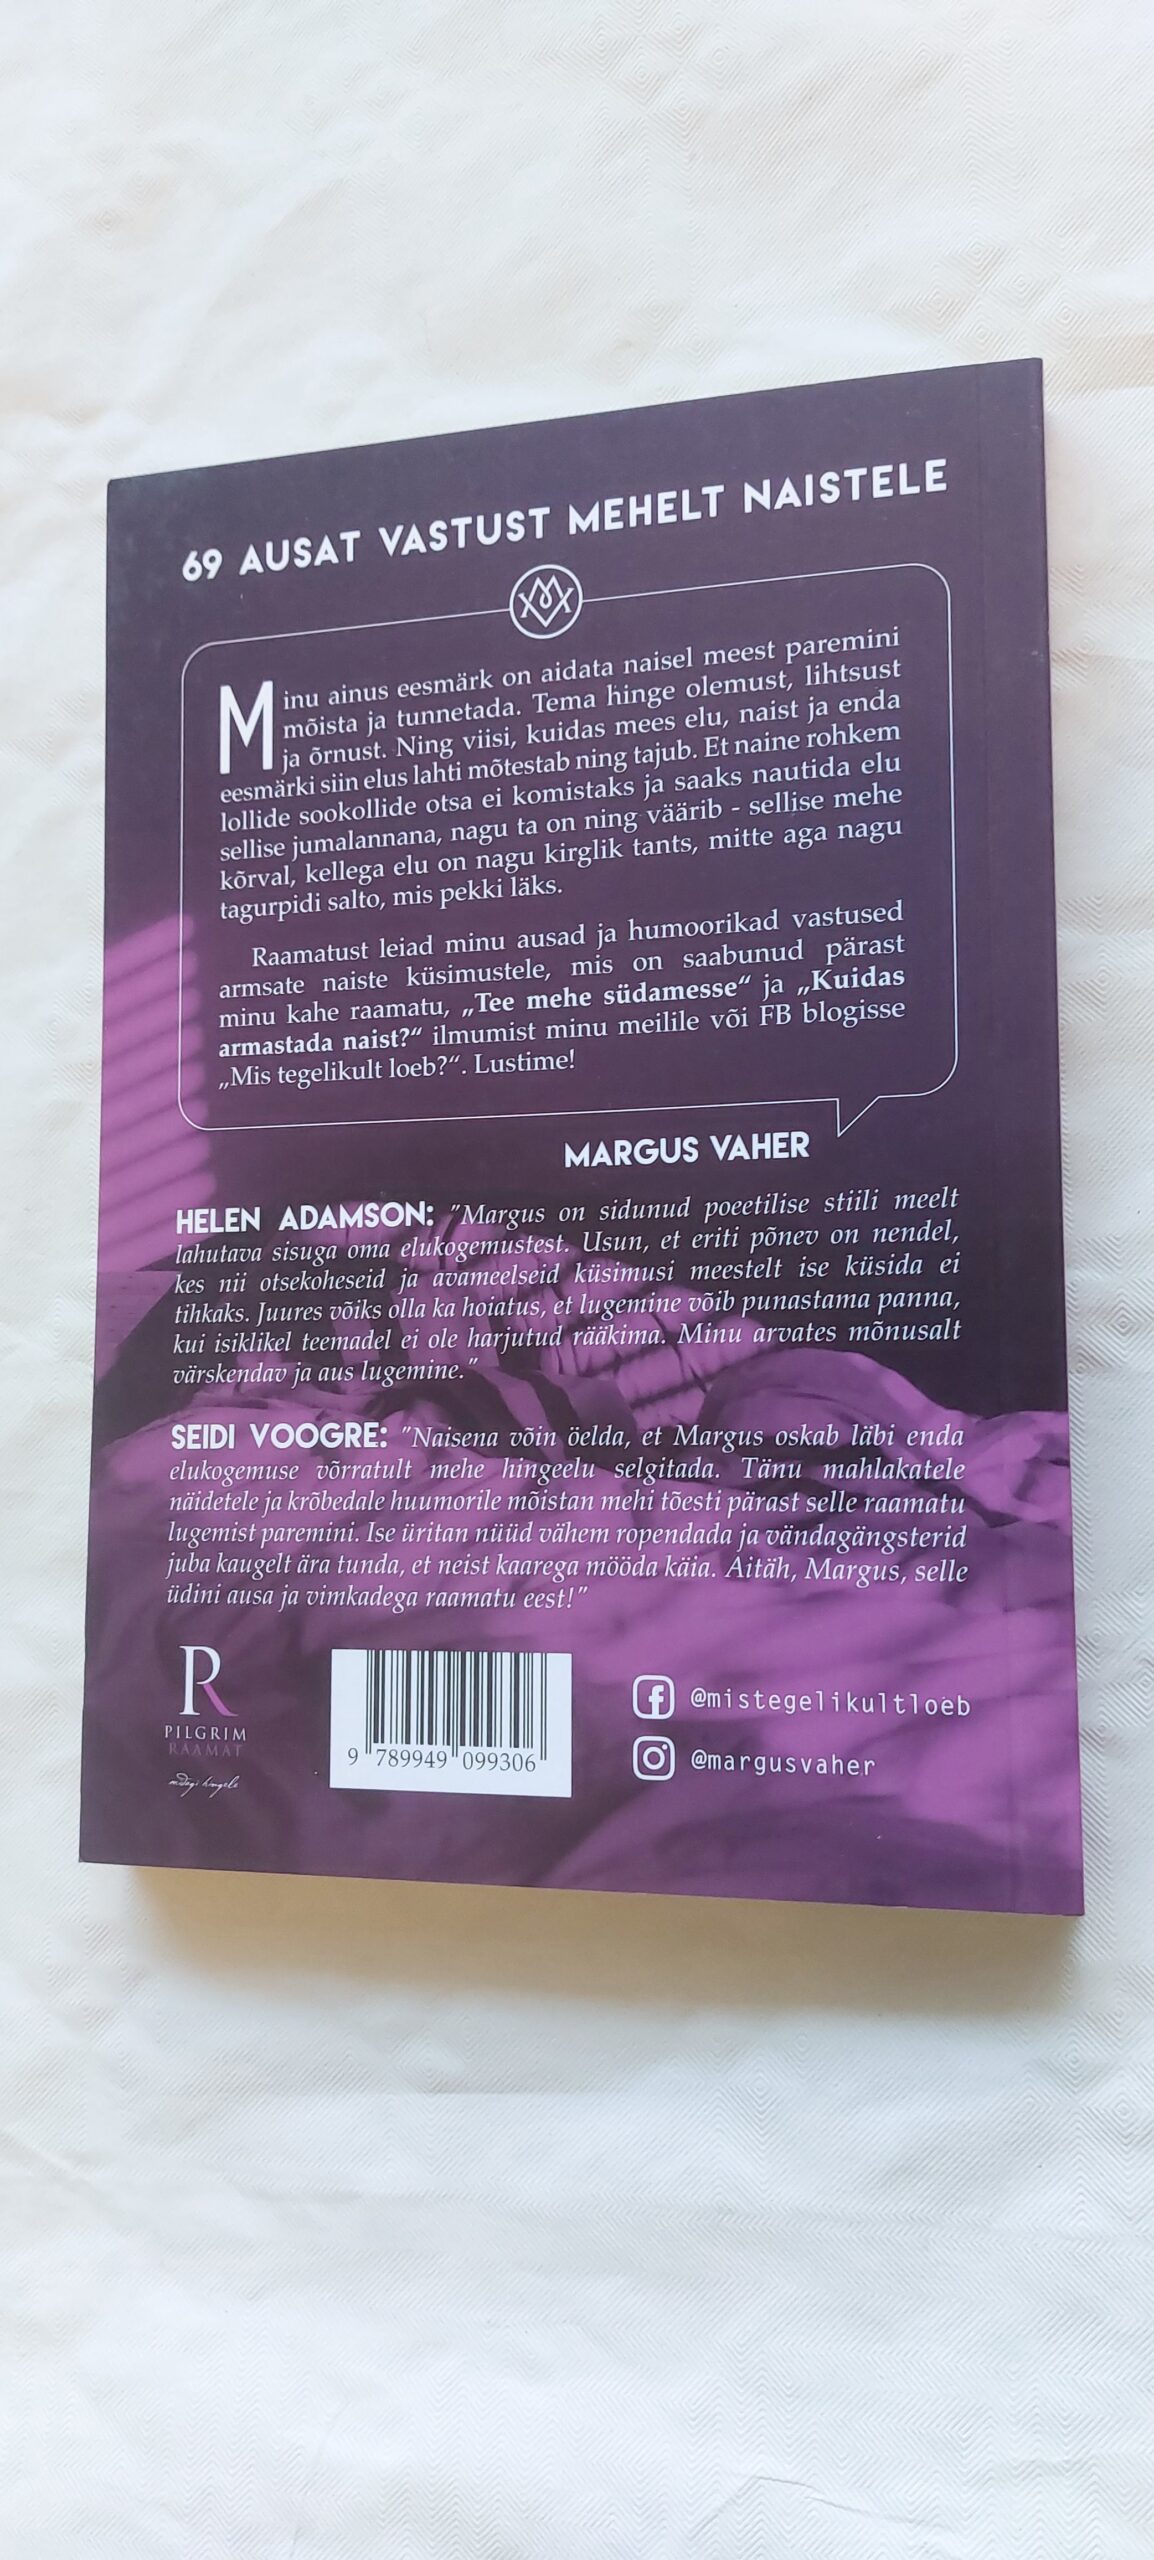 69 AUSAT VASTUST MEHELT NAISTELE
Minu ainus eesmärk on aidata naisel meest paremini
mõista ja tunnetada. Tema hinge olemust, lihtsust
ja õrnust. Ning viisi, kuidas mees elu, naist ja enda
eesmärki siin elus lahti mõtestab ning tajub. Et naine rohkem
lollide sookollide otsa ei komistaks ja saaks nautida elu
sellise jumalannana, nagu ta on ning väärib - sellise mehe
kõrval, kellega elu on nagu kirglik tants, mitte aga nagu
tagurpidi salto, mis pekki läks.
Raamatust leiad minu ausad ja humoorikad vastused
armsate naiste küsimustele, mis on saabunud pärast
minu kahe raamatu, „Tee mehe südamesse“ ja „Kuidas
armastada naist?“ ilmumist minu meilile või FB blogisse
„Mis tegelikult loeb?“. Lustime!
MARGUS VAHER
HELEN ADAMSON: "Margus on sidunud poeetilise stiili meelt
lahutava sisuga oma elukogemustest. Usun, et eriti põnev on nendel,
kes nii otsekoheseid ja avameelseid küsimusi meestelt ise küsida ei
tihkaks. Juures võiks olla ka hoiatus, et lugemine võib punastama panna,
kui isiklikel teemadel ei ole harjutud rääkima. Minu arvates mõnusalt
värskendav ja aus lugemine."
SEIDI VOOGRE: "Naisena võin öelda, et Margus oskab läbi enda
elukogemuse võrratult mehe hingeelu selgitada. Tänu mahlakatele
näidetele ja krõbedale huumorile mõistan mehi tõesti pärast selle raamatu
lugemist paremini. Ise üritan nüüd vähem ropendada ja vändagängsterid
juba kaugelt ära tunda, et neist kaarega mööda käia. Aitäh, Margus, selle
üdini ausa ja vimkadega raamatu eest!"
PILGRIM
RAAMAT
midagi hingele
9 789949 099306
@mistegelikultloeb
@margusvaher